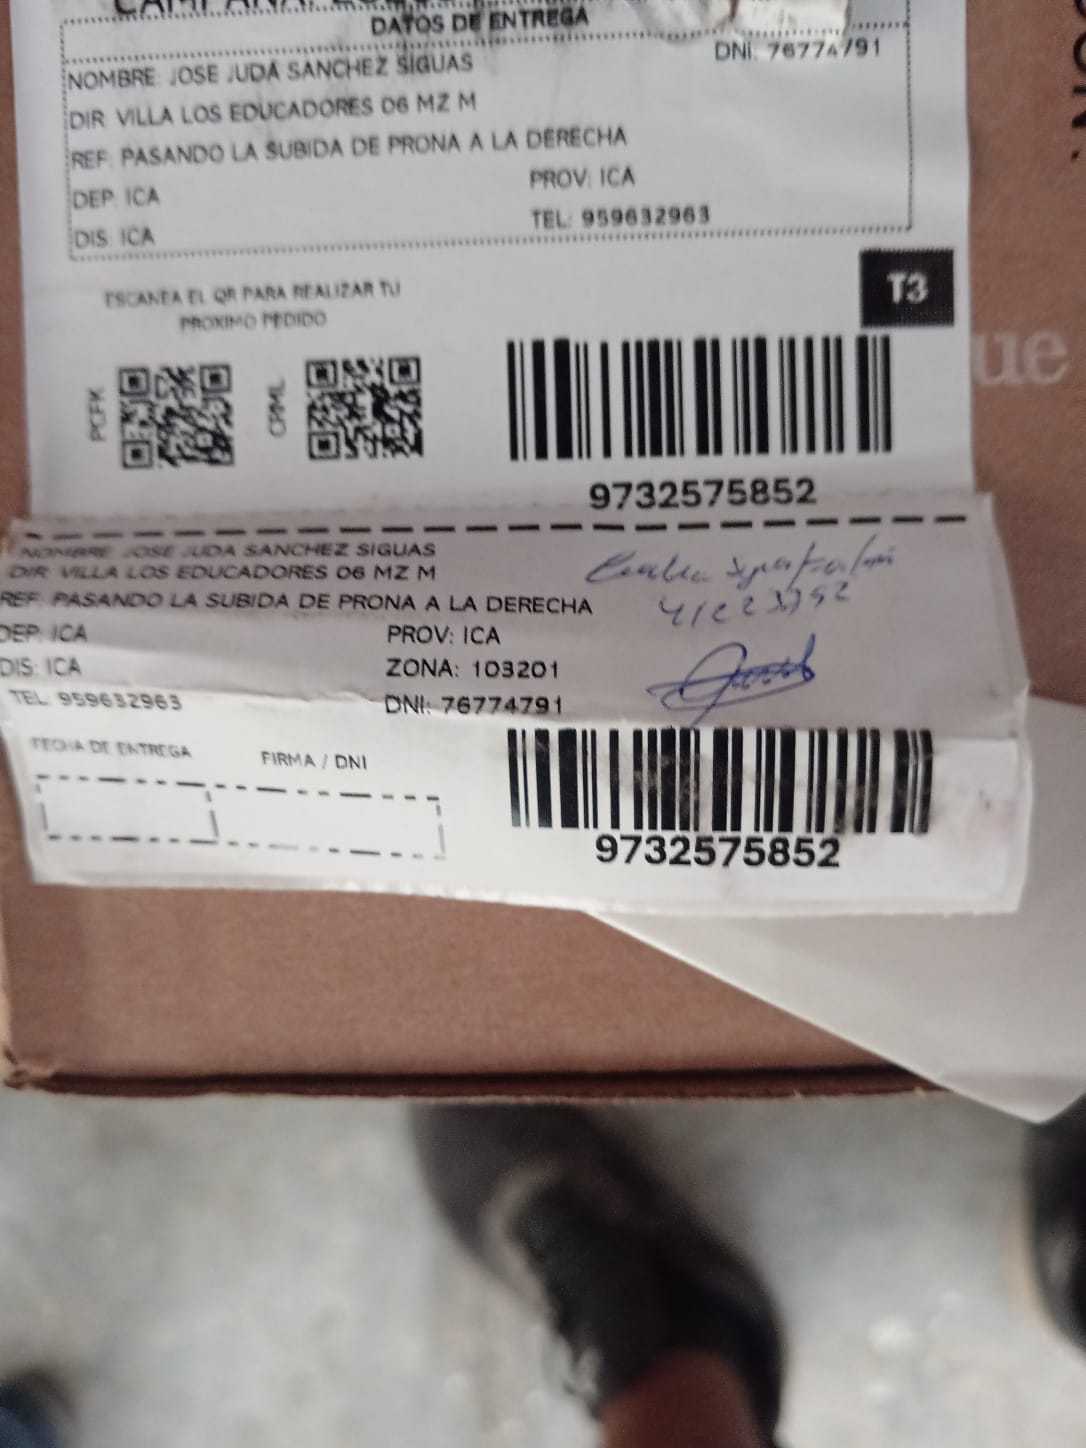 DATOS DE ENTREGA
DNI: 76774791
NOMBRE: JOSE JUDA SANCHEZ SIGUAS
DIR: VILLA LOS EDUCADORES 06 MZ M
REF: PASANDO LA SUBIDA DE PRONA A LA DERECHA
DEP: ICA
PROV: ICA
DIS: ICA
TEL: 959632963
T3
ESCANEA EL QR PARA REALIZAR TU
PROXIMO PEDIDO
PCFK
CRML
9732575852
NOMBRE: JOSE JUDA SANCHEZ SIGUAS
DIR: VILLA LOS EDUCADORES 06 MZ M
REF: PASANDO LA SUBIDA DE PRONA A LA DERECHA
DEP: ICA
PROV: ICA
DIS: ICA
ZONA: 103201
TEL: 959632963
DNI: 76774791
FECHA DE ENTREGA
FIRMA / DNI
9732575852
ue